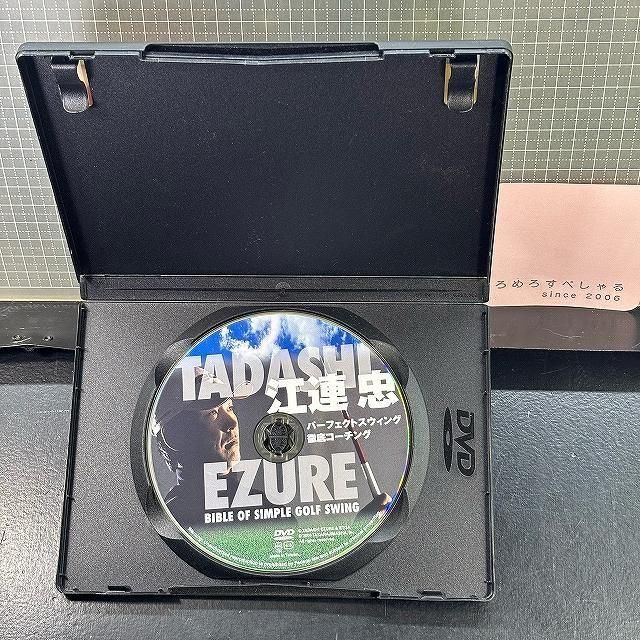 ろめろすぺしゃる
since 2006
TADASHI
江連 忠
パーフェクトスウィング
徹底コーチング
EZURE
BIBLE OF SIMPLE GOLF SWING
DVD
DVD